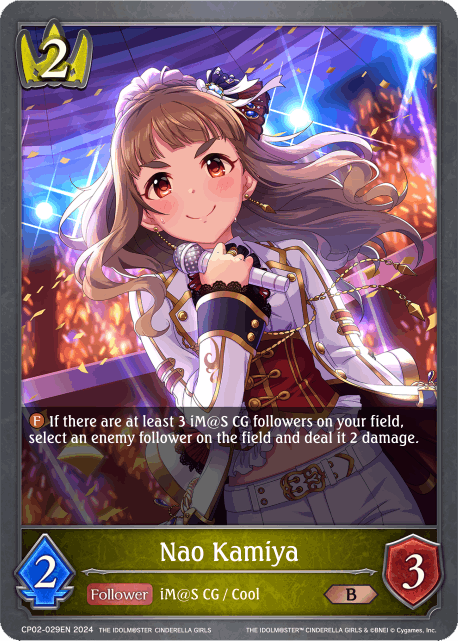 2
F If there are at least 3 iM@S CG followers on your field,
select an enemy follower on the field and deal it 2 damage.
Nao Kamiya
2
Follower iM@S CG / Cool
B
3
CP02-029EN 2024 THE IDOLM@STER CINDERELLA GIRLS THE IDOLM@STER™ CINDERELLA GIRLS & ©BNEI © Cygames, Inc.